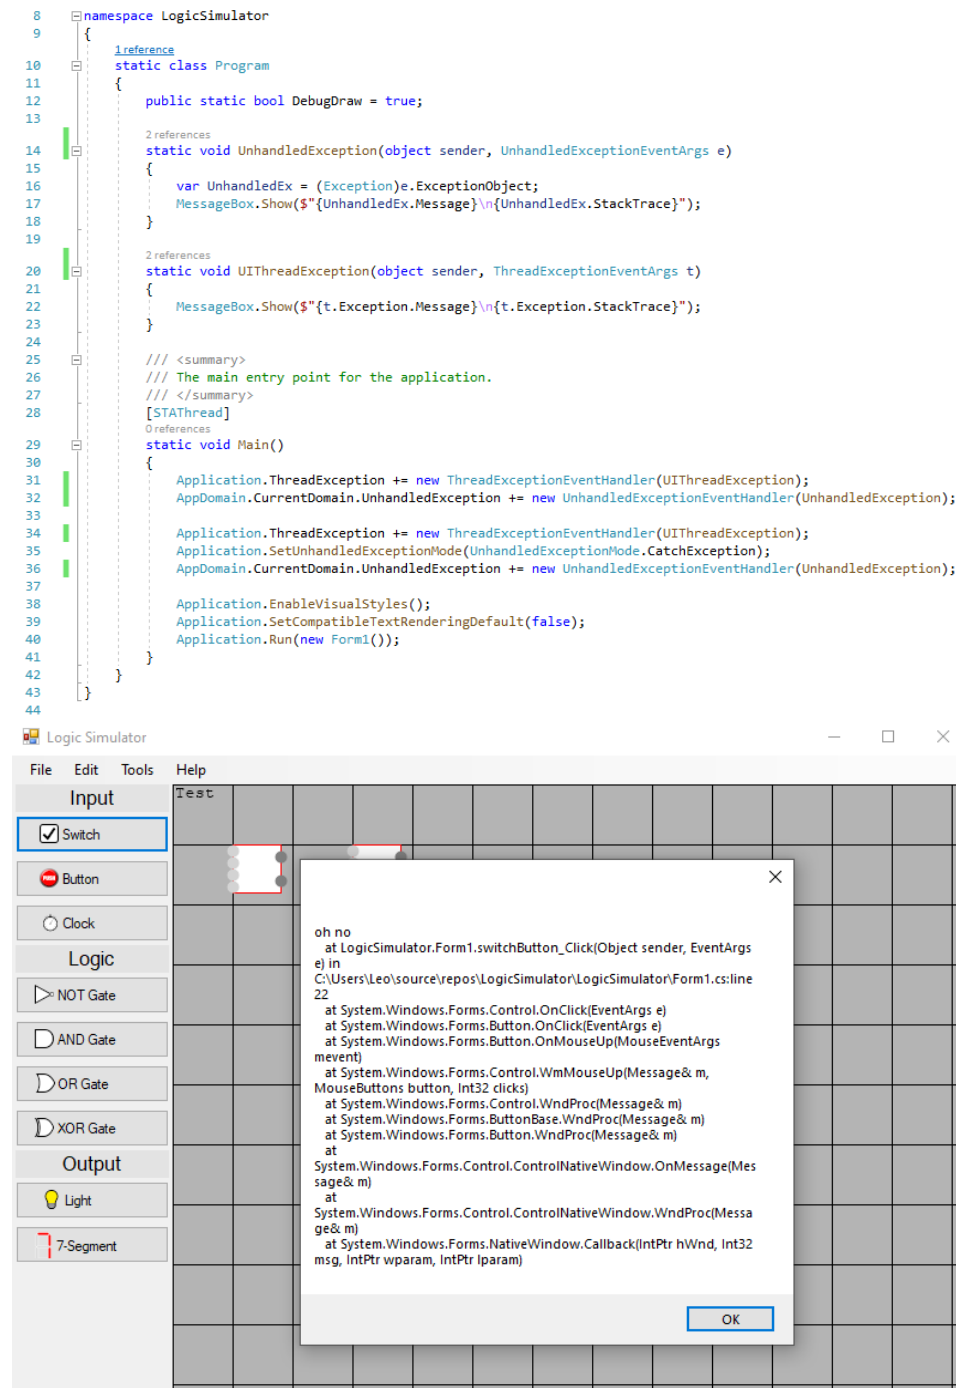 8 namespace LogicSimulator
9 {
1 reference
10 static class Program
11 {
12 public static bool DebugDraw = true;
13
2 references
14 static void UnhandledException(object sender, UnhandledExceptionEventArgs e)
15 {
16 var UnhandledEx = (Exception)e.ExceptionObject;
17 MessageBox.Show($"{UnhandledEx.Message}\n{UnhandledEx.StackTrace}");
18 }
19
2 references
20 static void UIThreadException(object sender, ThreadExceptionEventArgs t)
21 {
22 MessageBox.Show($"{t.Exception.Message}\n{t.Exception.StackTrace}");
23 }
24
25 /// <summary>
26 /// The main entry point for the application.
27 /// </summary>
28 [STAThread]
0 references
29 static void Main()
30 {
31 Application.ThreadException += new ThreadExceptionEventHandler(UIThreadException);
32 AppDomain.CurrentDomain.UnhandledException += new UnhandledExceptionEventHandler(UnhandledException);
33
34 Application.ThreadException += new ThreadExceptionEventHandler(UIThreadException);
35 Application.SetUnhandledExceptionMode(UnhandledExceptionMode.CatchException);
36 AppDomain.CurrentDomain.UnhandledException += new UnhandledExceptionEventHandler(UnhandledException);
37
38 Application.EnableVisualStyles();
39 Application.SetCompatibleTextRenderingDefault(false);
40 Application.Run(new Form1());
41 }
42 }
43 }
44
Logic Simulator
File Edit Tools Help
Input
Test
Switch
PUSH Button
Clock
Logic
NOT Gate
AND Gate
OR Gate
XOR Gate
Output
Light
7-Segment
oh no
at LogicSimulator.Form1.switchButton_Click(Object sender, EventArgs
e) in
C:\Users\Leo\source\repos\LogicSimulator\LogicSimulator\Form1.cs:line
22
at System.Windows.Forms.Control.OnClick(EventArgs e)
at System.Windows.Forms.Button.OnClick(EventArgs e)
at System.Windows.Forms.Button.OnMouseUp(MouseEventArgs
mevent)
at System.Windows.Forms.Control.WmMouseUp(Message& m,
MouseButtons button, Int32 clicks)
at System.Windows.Forms.Control.WndProc(Message& m)
at System.Windows.Forms.ButtonBase.WndProc(Message& m)
at System.Windows.Forms.Button.WndProc(Message& m)
at
System.Windows.Forms.Control.ControlNativeWindow.OnMessage(Mes
sage& m)
at
System.Windows.Forms.Control.ControlNativeWindow.WndProc(Messa
ge& m)
at System.Windows.Forms.NativeWindow.Callback(IntPtr hWnd, Int32
msg, IntPtr wparam, IntPtr lparam)
OK